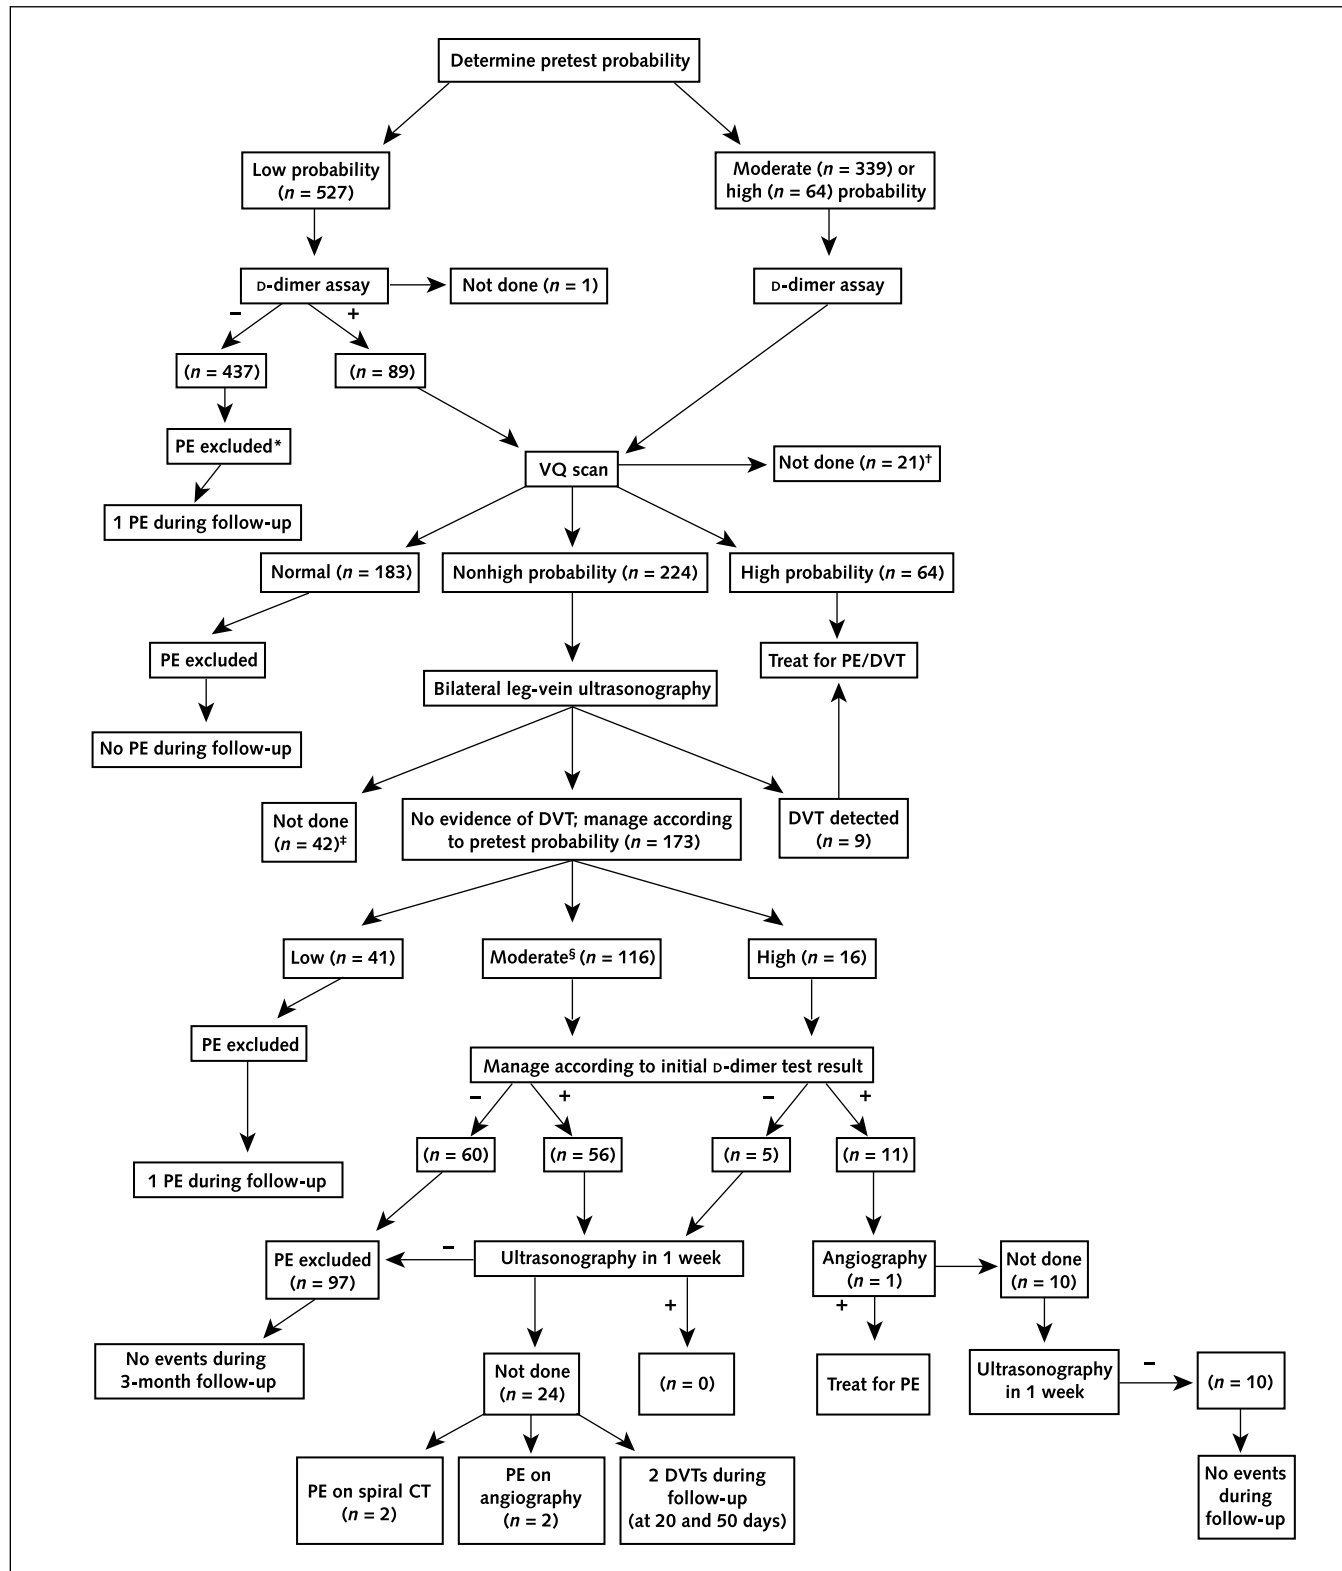 Determine pretest probability
Low probability
(n = 527)
Moderate (n = 339) or
high (n = 64) probability
D-dimer assay
Not done (n = 1)
D-dimer assay
–
+
(n = 437)
(n = 89)
PE excluded*
VQ scan
Not done (n = 21)†
1 PE during follow-up
Normal (n = 183)
Nonhigh probability (n = 224)
High probability (n = 64)
PE excluded
Treat for PE/DVT
Bilateral leg-vein ultrasonography
No PE during follow-up
Not done
(n = 42)‡
No evidence of DVT; manage according
to pretest probability (n = 173)
DVT detected
(n = 9)
Low (n = 41)
Moderate§ (n = 116)
High (n = 16)
PE excluded
Manage according to initial D-dimer test result
–
+
–
+
(n = 60)
(n = 56)
(n = 5)
(n = 11)
1 PE during follow-up
PE excluded
(n = 97)
–
Ultrasonography in 1 week
Angiography
(n = 1)
Not done
(n = 10)
+
+
No events during
3-month follow-up
Not done
(n = 24)
(n = 0)
Treat for PE
Ultrasonography
in 1 week
–
(n = 10)
PE on spiral CT
(n = 2)
PE on
angiography
(n = 2)
2 DVTs during
follow-up
(at 20 and 50 days)
No events
during
follow-up